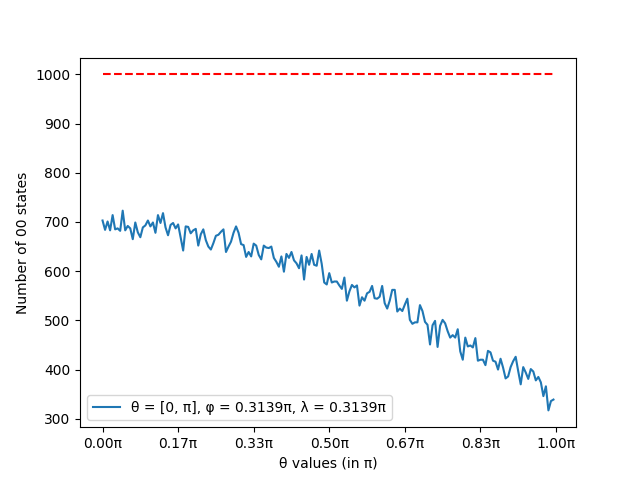 1000
900
800
700
600
500
400
300
Number of 00 states
θ = [0, π], φ = 0.3139π, λ = 0.3139π
0.00π 0.17π 0.33π 0.50π 0.67π 0.83π 1.00π
θ values (in π)